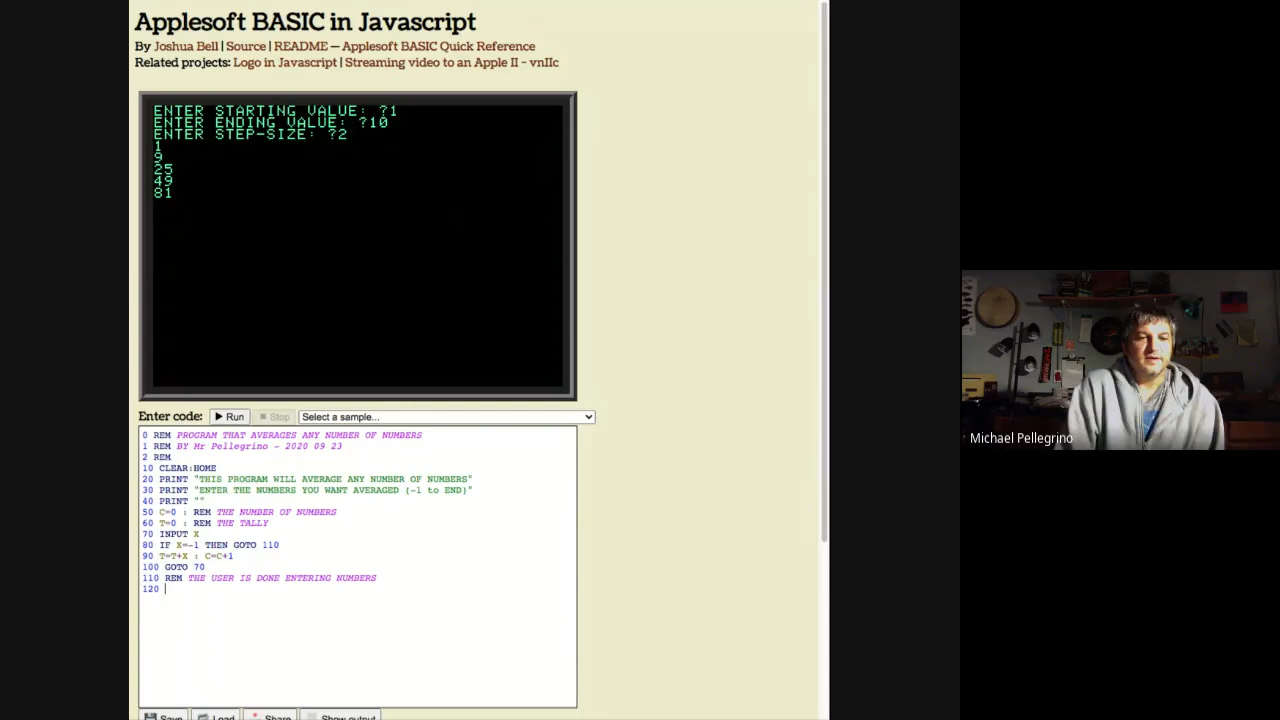 Applesoft BASIC in Javascript
By Joshua Bell | Source | README — Applesoft BASIC Quick Reference
Related projects: Logo in Javascript | Streaming video to an Apple II - vnIIc
ENTER STARTING VALUE: ?1
ENTER ENDING VALUE: ?10
ENTER STEP-SIZE: ?2
1
9
25
49
81
Enter code: Run Stop Select a sample...
0 REM PROGRAM THAT AVERAGES ANY NUMBER OF NUMBERS
1 REM BY Mr Pellegrino - 2020 09 23
2 REM
10 CLEAR:HOME
20 PRINT "THIS PROGRAM WILL AVERAGE ANY NUMBER OF NUMBERS"
30 PRINT "ENTER THE NUMBERS YOU WANT AVERAGED (-1 to END)"
40 PRINT ""
50 C=0 : REM THE NUMBER OF NUMBERS
60 T=0 : REM THE TALLY
70 INPUT X
80 IF X=-1 THEN GOTO 110
90 T=T+X : C=C+1
100 GOTO 70
110 REM THE USER IS DONE ENTERING NUMBERS
120
Save Load Share Show output
Michael Pellegrino